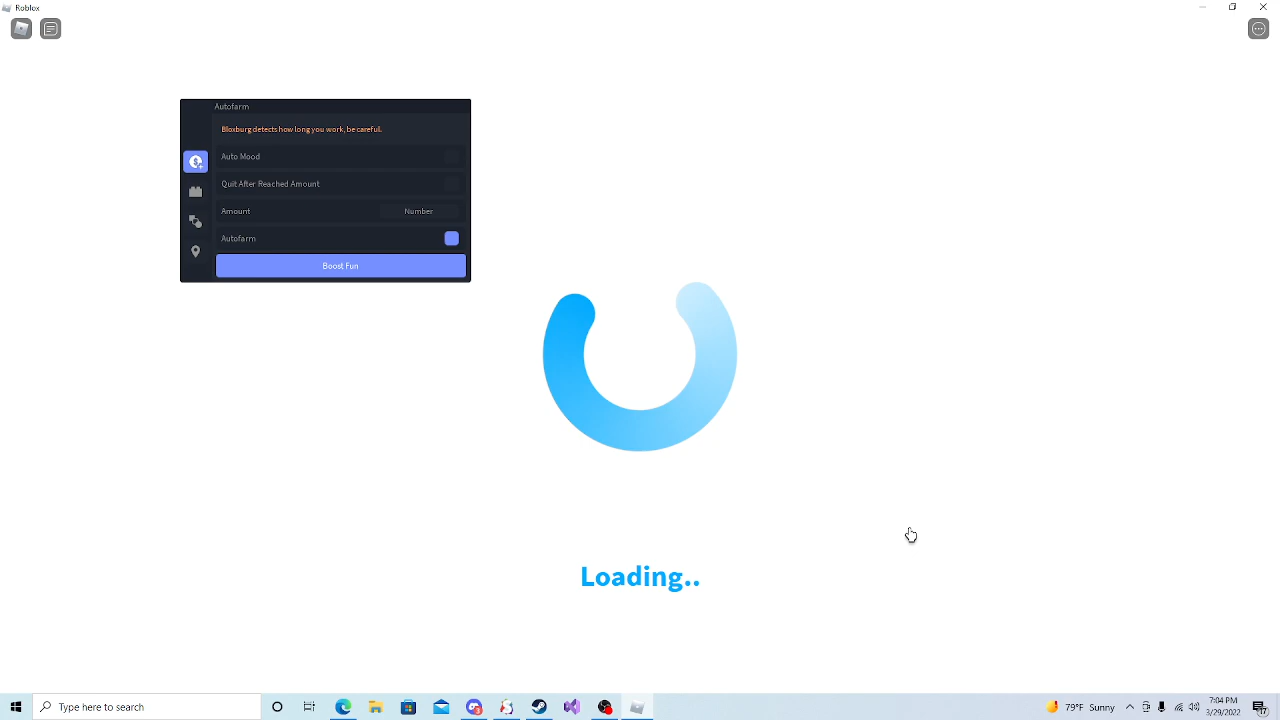 Roblox
Autofarm
Bloxburg detects how long you work, be careful.
Auto Mood
Quit After Reached Amount
Amount
Number
Autofarm
Boost Fun
Loading..
Type here to search
Sunny
7:04 PM
3/29/2022